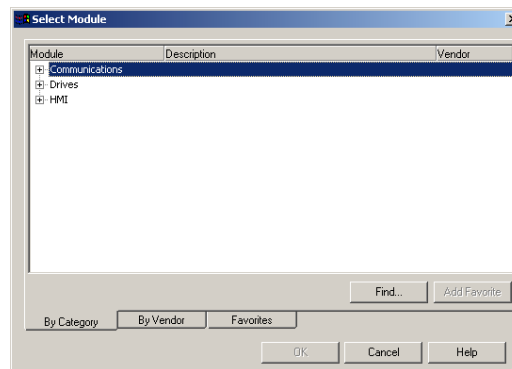 Select Module
Module Description Vendor
Communications
Drives
HMI
Find... Add Favorite
By Category By Vendor Favorites
OK Cancel Help